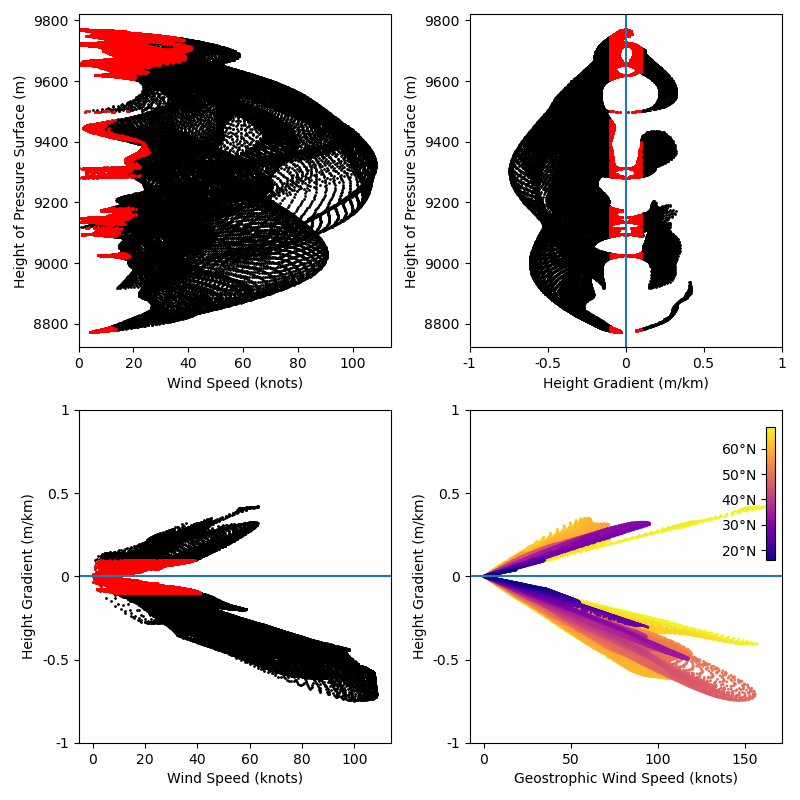 9800
9600
9400
9200
9000
8800
Height of Pressure Surface (m)
0 20 40 60 80 100
Wind Speed (knots)
9800
9600
9400
9200
9000
8800
Height of Pressure Surface (m)
-1 -0.5 0 0.5 1
Height Gradient (m/km)
1
0.5
0
-0.5
-1
Height Gradient (m/km)
0 20 40 60 80 100
Wind Speed (knots)
1
0.5
0
-0.5
-1
Height Gradient (m/km)
60°N
50°N
40°N
30°N
20°N
0 50 100 150
Geostrophic Wind Speed (knots)